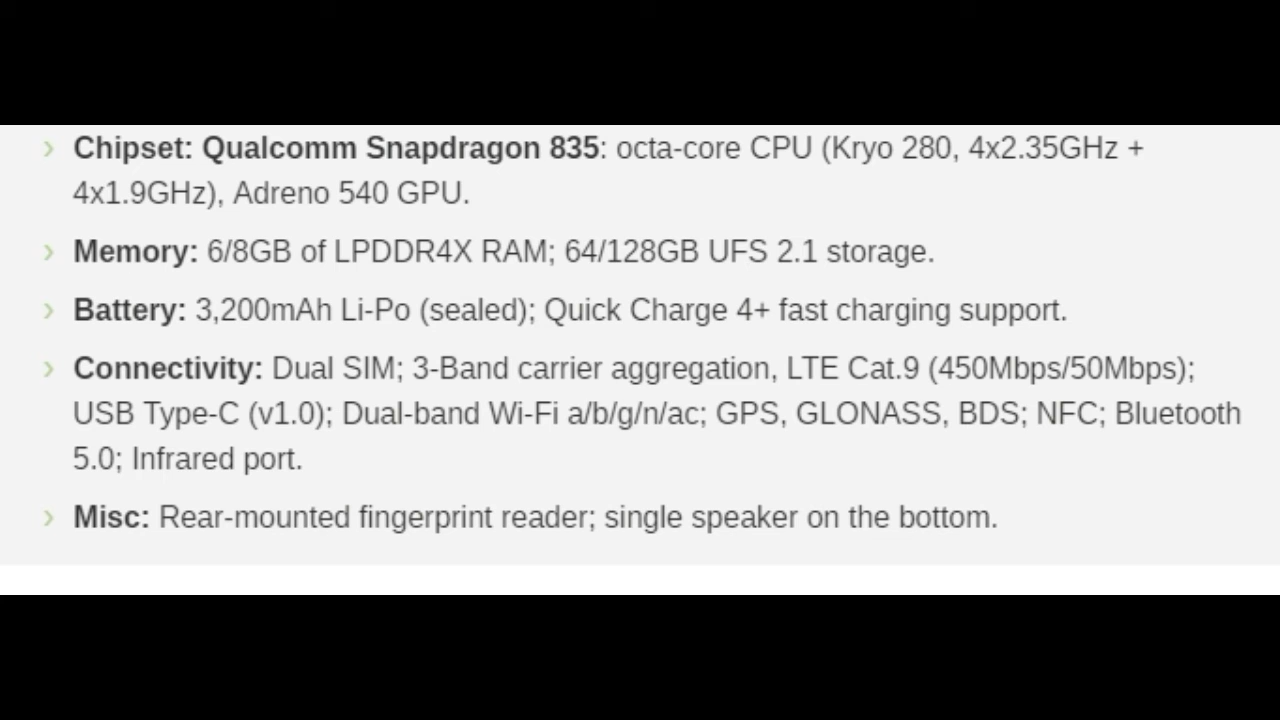 › Chipset: Qualcomm Snapdragon 835: octa-core CPU (Kryo 280, 4x2.35GHz +
4x1.9GHz), Adreno 540 GPU.
› Memory: 6/8GB of LPDDR4X RAM; 64/128GB UFS 2.1 storage.
› Battery: 3,200mAh Li-Po (sealed); Quick Charge 4+ fast charging support.
› Connectivity: Dual SIM; 3-Band carrier aggregation, LTE Cat.9 (450Mbps/50Mbps);
USB Type-C (v1.0); Dual-band Wi-Fi a/b/g/n/ac; GPS, GLONASS, BDS; NFC; Bluetooth
5.0; Infrared port.
› Misc: Rear-mounted fingerprint reader; single speaker on the bottom.